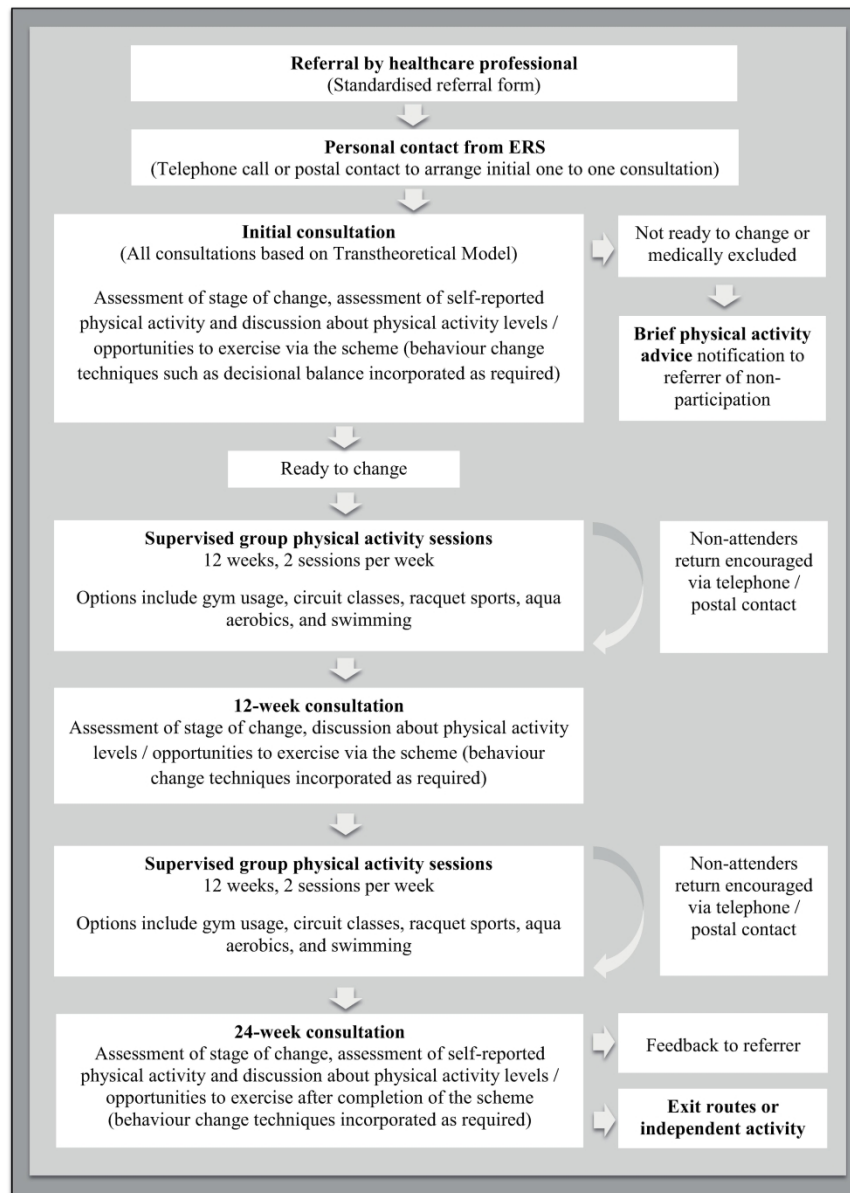 Referral by healthcare professional
(Standardised referral form)
Personal contact from ERS
(Telephone call or postal contact to arrange initial one to one consultation)
Initial consultation
(All consultations based on Transtheoretical Model)
Assessment of stage of change, assessment of self-reported
physical activity and discussion about physical activity levels /
opportunities to exercise via the scheme (behaviour change
techniques such as decisional balance incorporated as required)
Not ready to change or
medically excluded
Brief physical activity
advice notification to
referrer of non-
participation
Ready to change
Supervised group physical activity sessions
12 weeks, 2 sessions per week
Options include gym usage, circuit classes, racquet sports, aqua
aerobics, and swimming
Non-attenders
return encouraged
via telephone /
postal contact
12-week consultation
Assessment of stage of change, discussion about physical activity
levels / opportunities to exercise via the scheme (behaviour
change techniques incorporated as required)
Supervised group physical activity sessions
12 weeks, 2 sessions per week
Options include gym usage, circuit classes, racquet sports, aqua
aerobics, and swimming
Non-attenders
return encouraged
via telephone /
postal contact
24-week consultation
Assessment of stage of change, assessment of self-reported
physical activity and discussion about physical activity levels /
opportunities to exercise after completion of the scheme
(behaviour change techniques incorporated as required)
Feedback to referrer
Exit routes or
independent activity